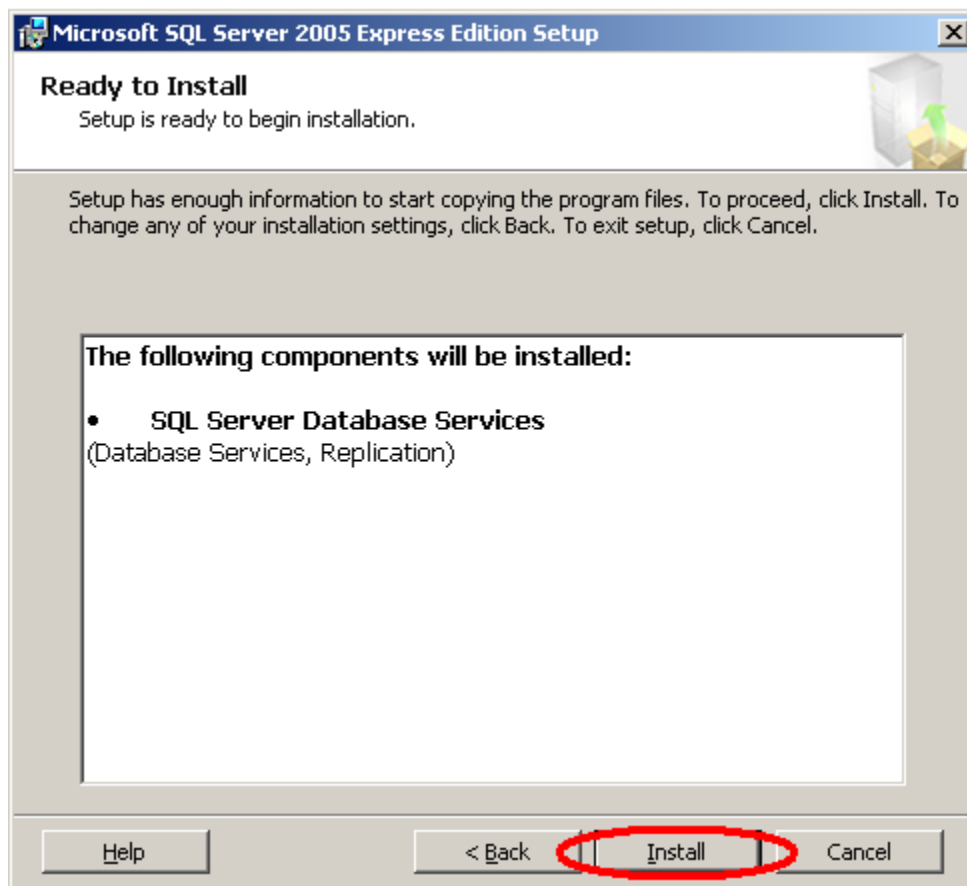 Microsoft SQL Server 2005 Express Edition Setup
Ready to Install
Setup is ready to begin installation.
Setup has enough information to start copying the program files. To proceed, click Install. To
change any of your installation settings, click Back. To exit setup, click Cancel.
The following components will be installed:
• SQL Server Database Services
(Database Services, Replication)
Help < Back Install Cancel